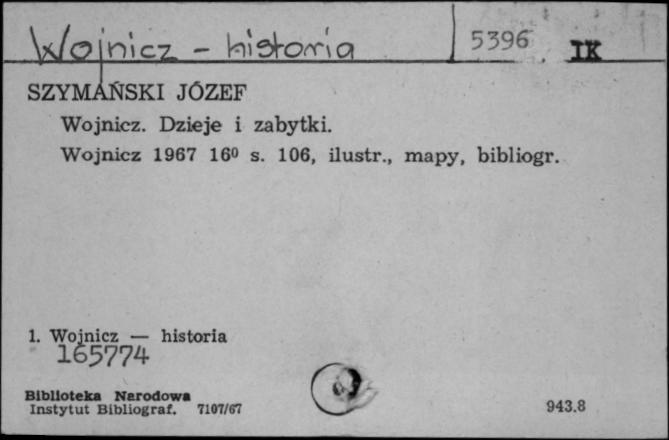 Wojnicz - historia 5396 IK
SZYMAŃSKI JÓZEF
Wojnicz. Dzieje i zabytki.
Wojnicz 1967 16⁰ s. 106, ilustr., mapy, bibliogr.
1. Wojnicz — historia
165774
Biblioteka Narodowa
Instytut Bibliograf. 7107/67 943.8